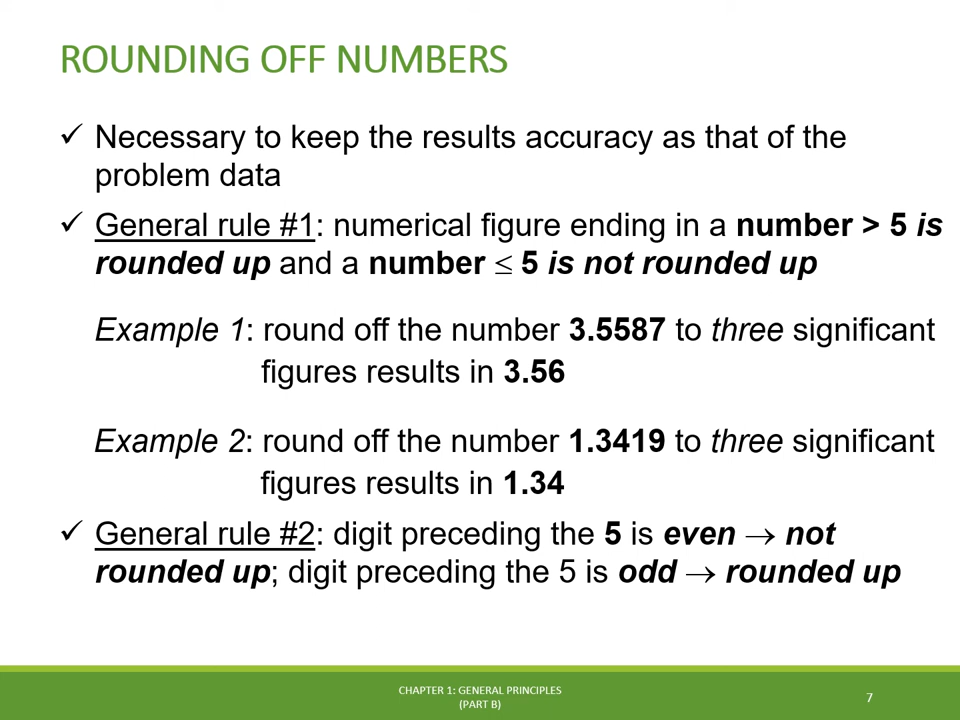 ROUNDING OFF NUMBERS
✓ Necessary to keep the results accuracy as that of the
problem data
✓ General rule #1: numerical figure ending in a number > 5 is
rounded up and a number ≤ 5 is not rounded up
Example 1: round off the number 3.5587 to three significant
figures results in 3.56
Example 2: round off the number 1.3419 to three significant
figures results in 1.34
✓ General rule #2: digit preceding the 5 is even → not
rounded up; digit preceding the 5 is odd → rounded up
CHAPTER 1: GENERAL PRINCIPLES
(PART B)
7